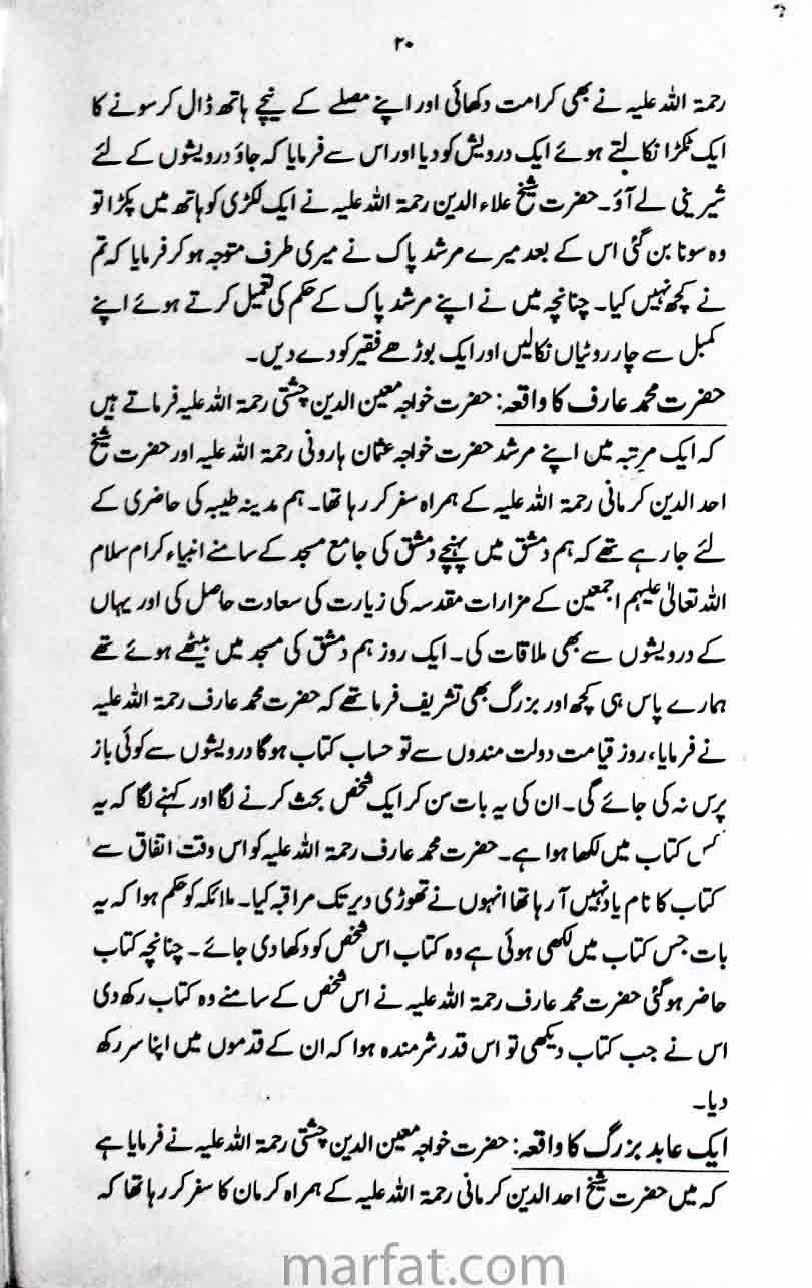 ۲۰
رحمۃ اللہ علیہ نے بھی کرامت دکھائی اور اپنے مصلے کے نیچے ہاتھ ڈال کر سونے کا
ایک ٹکڑا نکالتے ہوئے ایک درویش کو دیا اور اس سے فرمایا کہ جاؤ درویشوں کے لئے
شیرینی لے آؤ۔ حضرت شیخ علاء الدین رحمۃ اللہ علیہ نے ایک لکڑی کو ہاتھ میں پکڑا تو
وہ سونا بن گئی اس کے بعد میرے مرشد پاک نے میری طرف متوجہ ہو کر فرمایا کہ تم
نے کچھ نہیں کیا۔ چنانچہ میں نے اپنے مرشد پاک کے حکم کی تعمیل کرتے ہوئے اپنے
کمبل سے چار روٹیاں نکالیں اور ایک بوڑھے فقیر کو دے دیں۔
حضرت محمد عارف کا واقعہ: حضرت خواجہ معین الدین چشتی رحمۃ اللہ علیہ فرماتے ہیں
کہ ایک مرتبہ میں اپنے مرشد حضرت خواجہ عثمان ہارونی رحمۃ اللہ علیہ اور حضرت شیخ
احد الدین کرمانی رحمۃ اللہ علیہ کے ہمراہ سفر کر رہا تھا۔ ہم مدینہ طیبہ کی حاضری کے
لئے جا رہے تھے کہ ہم دمشق میں پہنچے دمشق کی جامع مسجد کے سامنے انبیاء کرام سلام
اللہ تعالیٰ علیہم اجمعین کے مزارات مقدسہ کی زیارت کی سعادت حاصل کی اور یہاں
کے درویشوں سے بھی ملاقات کی۔ ایک روز ہم دمشق کی مسجد میں بیٹھے ہوئے تھے
ہمارے پاس ہی کچھ اور بزرگ بھی تشریف فرما تھے کہ حضرت محمد عارف رحمۃ اللہ علیہ
نے فرمایا، روز قیامت دولت مندوں سے تو حساب کتاب ہوگا درویشوں سے کوئی باز
پرس نہ کی جائے گی۔ ان کی یہ بات سن کر ایک شخص بحث کرنے لگا اور کہنے لگا کہ یہ
کس کتاب میں لکھا ہوا ہے۔ حضرت محمد عارف رحمۃ اللہ علیہ کو اس وقت اتفاق سے
کتاب کا نام یاد نہیں آ رہا تھا انہوں نے تھوڑی دیر تک مراقبہ کیا۔ ملائکہ کو حکم ہوا کہ یہ
بات جس کتاب میں لکھی ہوئی ہے وہ کتاب اس شخص کو دکھا دی جائے۔ چنانچہ کتاب
حاضر ہو گئی حضرت محمد عارف رحمۃ اللہ علیہ نے اس شخص کے سامنے وہ کتاب رکھ دی
اس نے جب کتاب دیکھی تو اس قدر شرمندہ ہوا کہ ان کے قدموں میں اپنا سر رکھ
دیا۔
ایک عابد بزرگ کا واقعہ: حضرت خواجہ معین الدین چشتی رحمۃ اللہ علیہ نے فرمایا ہے
کہ میں حضرت شیخ احد الدین کرمانی رحمۃ اللہ علیہ کے ہمراہ کرمان کا سفر کر رہا تھا کہ
marfat.com